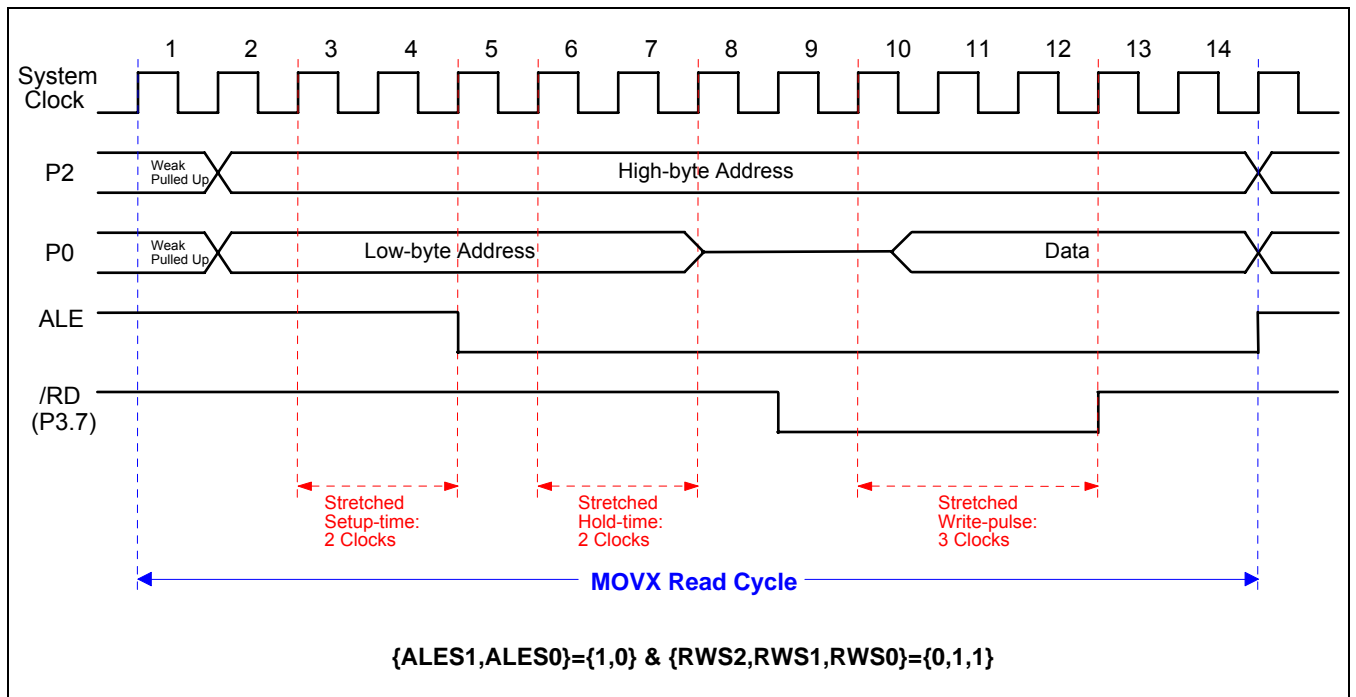 1 2 3 4 5 6 7 8 9 10 11 12 13 14
System
Clock
P2
Weak
Pulled Up
High-byte Address
P0
Weak
Pulled Up
Low-byte Address
Data
ALE
/RD
(P3.7)
Stretched
Setup-time:
2 Clocks
Stretched
Hold-time:
2 Clocks
Stretched
Write-pulse:
3 Clocks
MOVX Read Cycle
{ALES1,ALES0}={1,0} & {RWS2,RWS1,RWS0}={0,1,1}